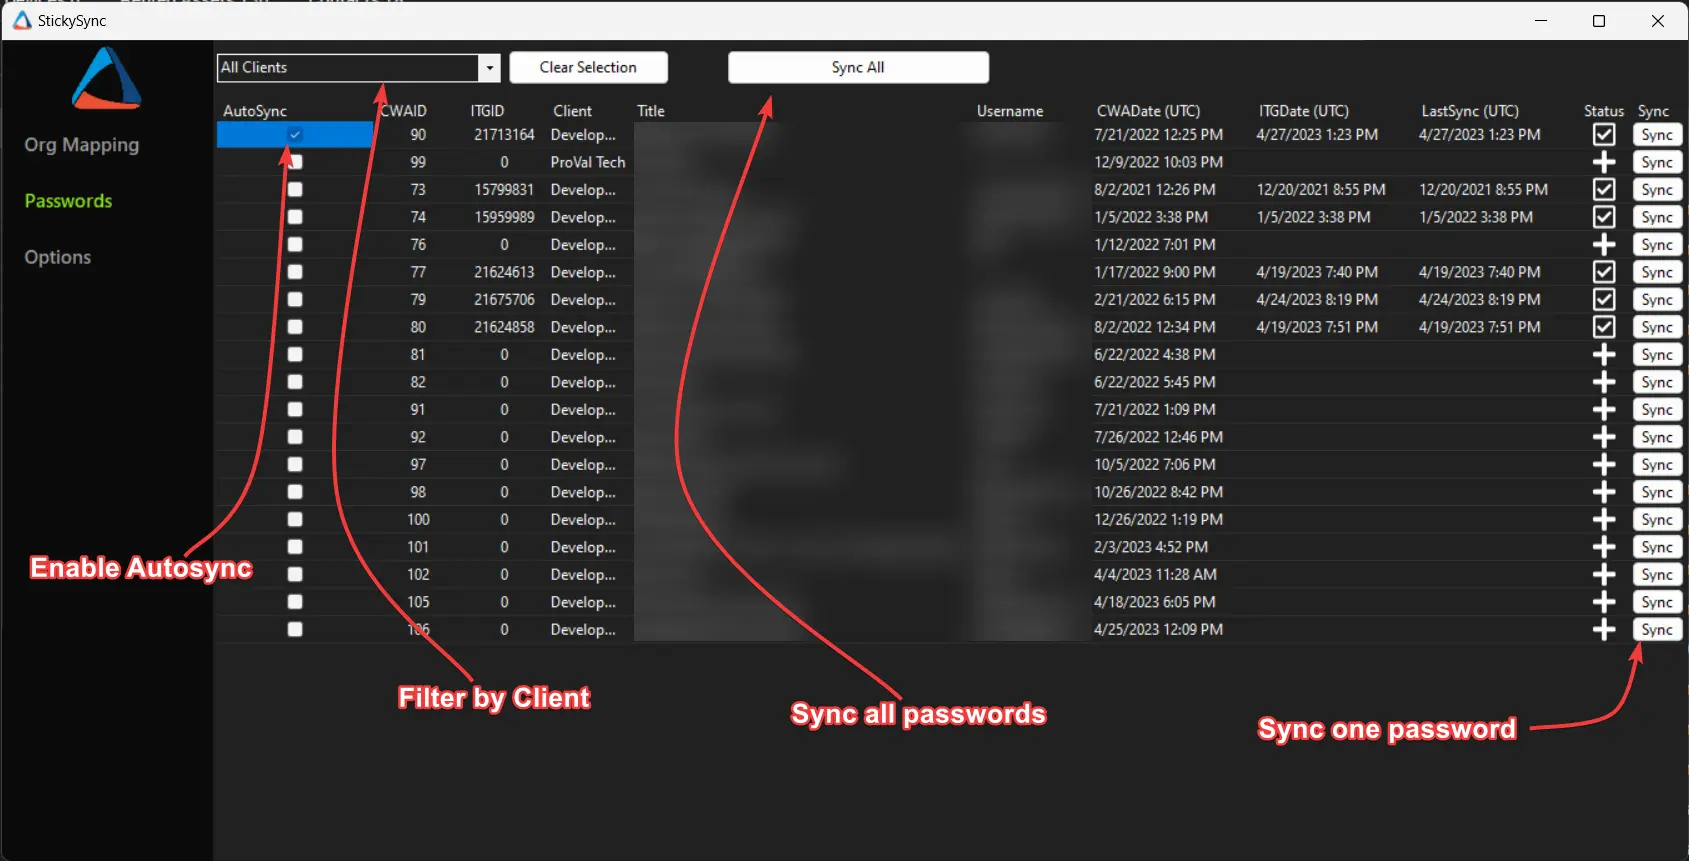 StickySync
All Clients Clear Selection Sync All
AutoSync CWAID ITGID Client Title Username CWADate (UTC) ITGDate (UTC) LastSync (UTC) Status Sync
90 21713164 Develop... 7/21/2022 12:25 PM 4/27/2023 1:23 PM 4/27/2023 1:23 PM Sync
99 0 ProVal Tech 12/9/2022 10:03 PM Sync
73 15799831 Develop... 8/2/2021 12:26 PM 12/20/2021 8:55 PM 12/20/2021 8:55 PM Sync
74 15959989 Develop... 1/5/2022 3:38 PM 1/5/2022 3:38 PM 1/5/2022 3:38 PM Sync
76 0 Develop... 1/12/2022 7:01 PM Sync
77 21624613 Develop... 1/17/2022 9:00 PM 4/19/2023 7:40 PM 4/19/2023 7:40 PM Sync
79 21675706 Develop... 2/21/2022 6:15 PM 4/24/2023 8:19 PM 4/24/2023 8:19 PM Sync
80 21624858 Develop... 8/2/2022 12:34 PM 4/19/2023 7:51 PM 4/19/2023 7:51 PM Sync
81 0 Develop... 6/22/2022 4:38 PM Sync
82 0 Develop... 6/22/2022 5:45 PM Sync
91 0 Develop... 7/21/2022 1:09 PM Sync
92 0 Develop... 7/26/2022 12:46 PM Sync
97 0 Develop... 10/5/2022 7:06 PM Sync
98 0 Develop... 10/26/2022 8:42 PM Sync
100 0 Develop... 12/26/2022 1:19 PM Sync
101 0 Develop... 2/3/2023 4:52 PM Sync
102 0 Develop... 4/4/2023 11:28 AM Sync
105 0 Develop... 4/18/2023 6:05 PM Sync
106 0 Develop... 4/25/2023 12:09 PM Sync
Org Mapping
Passwords
Options
Enable Autosync
Filter by Client
Sync all passwords
Sync one password